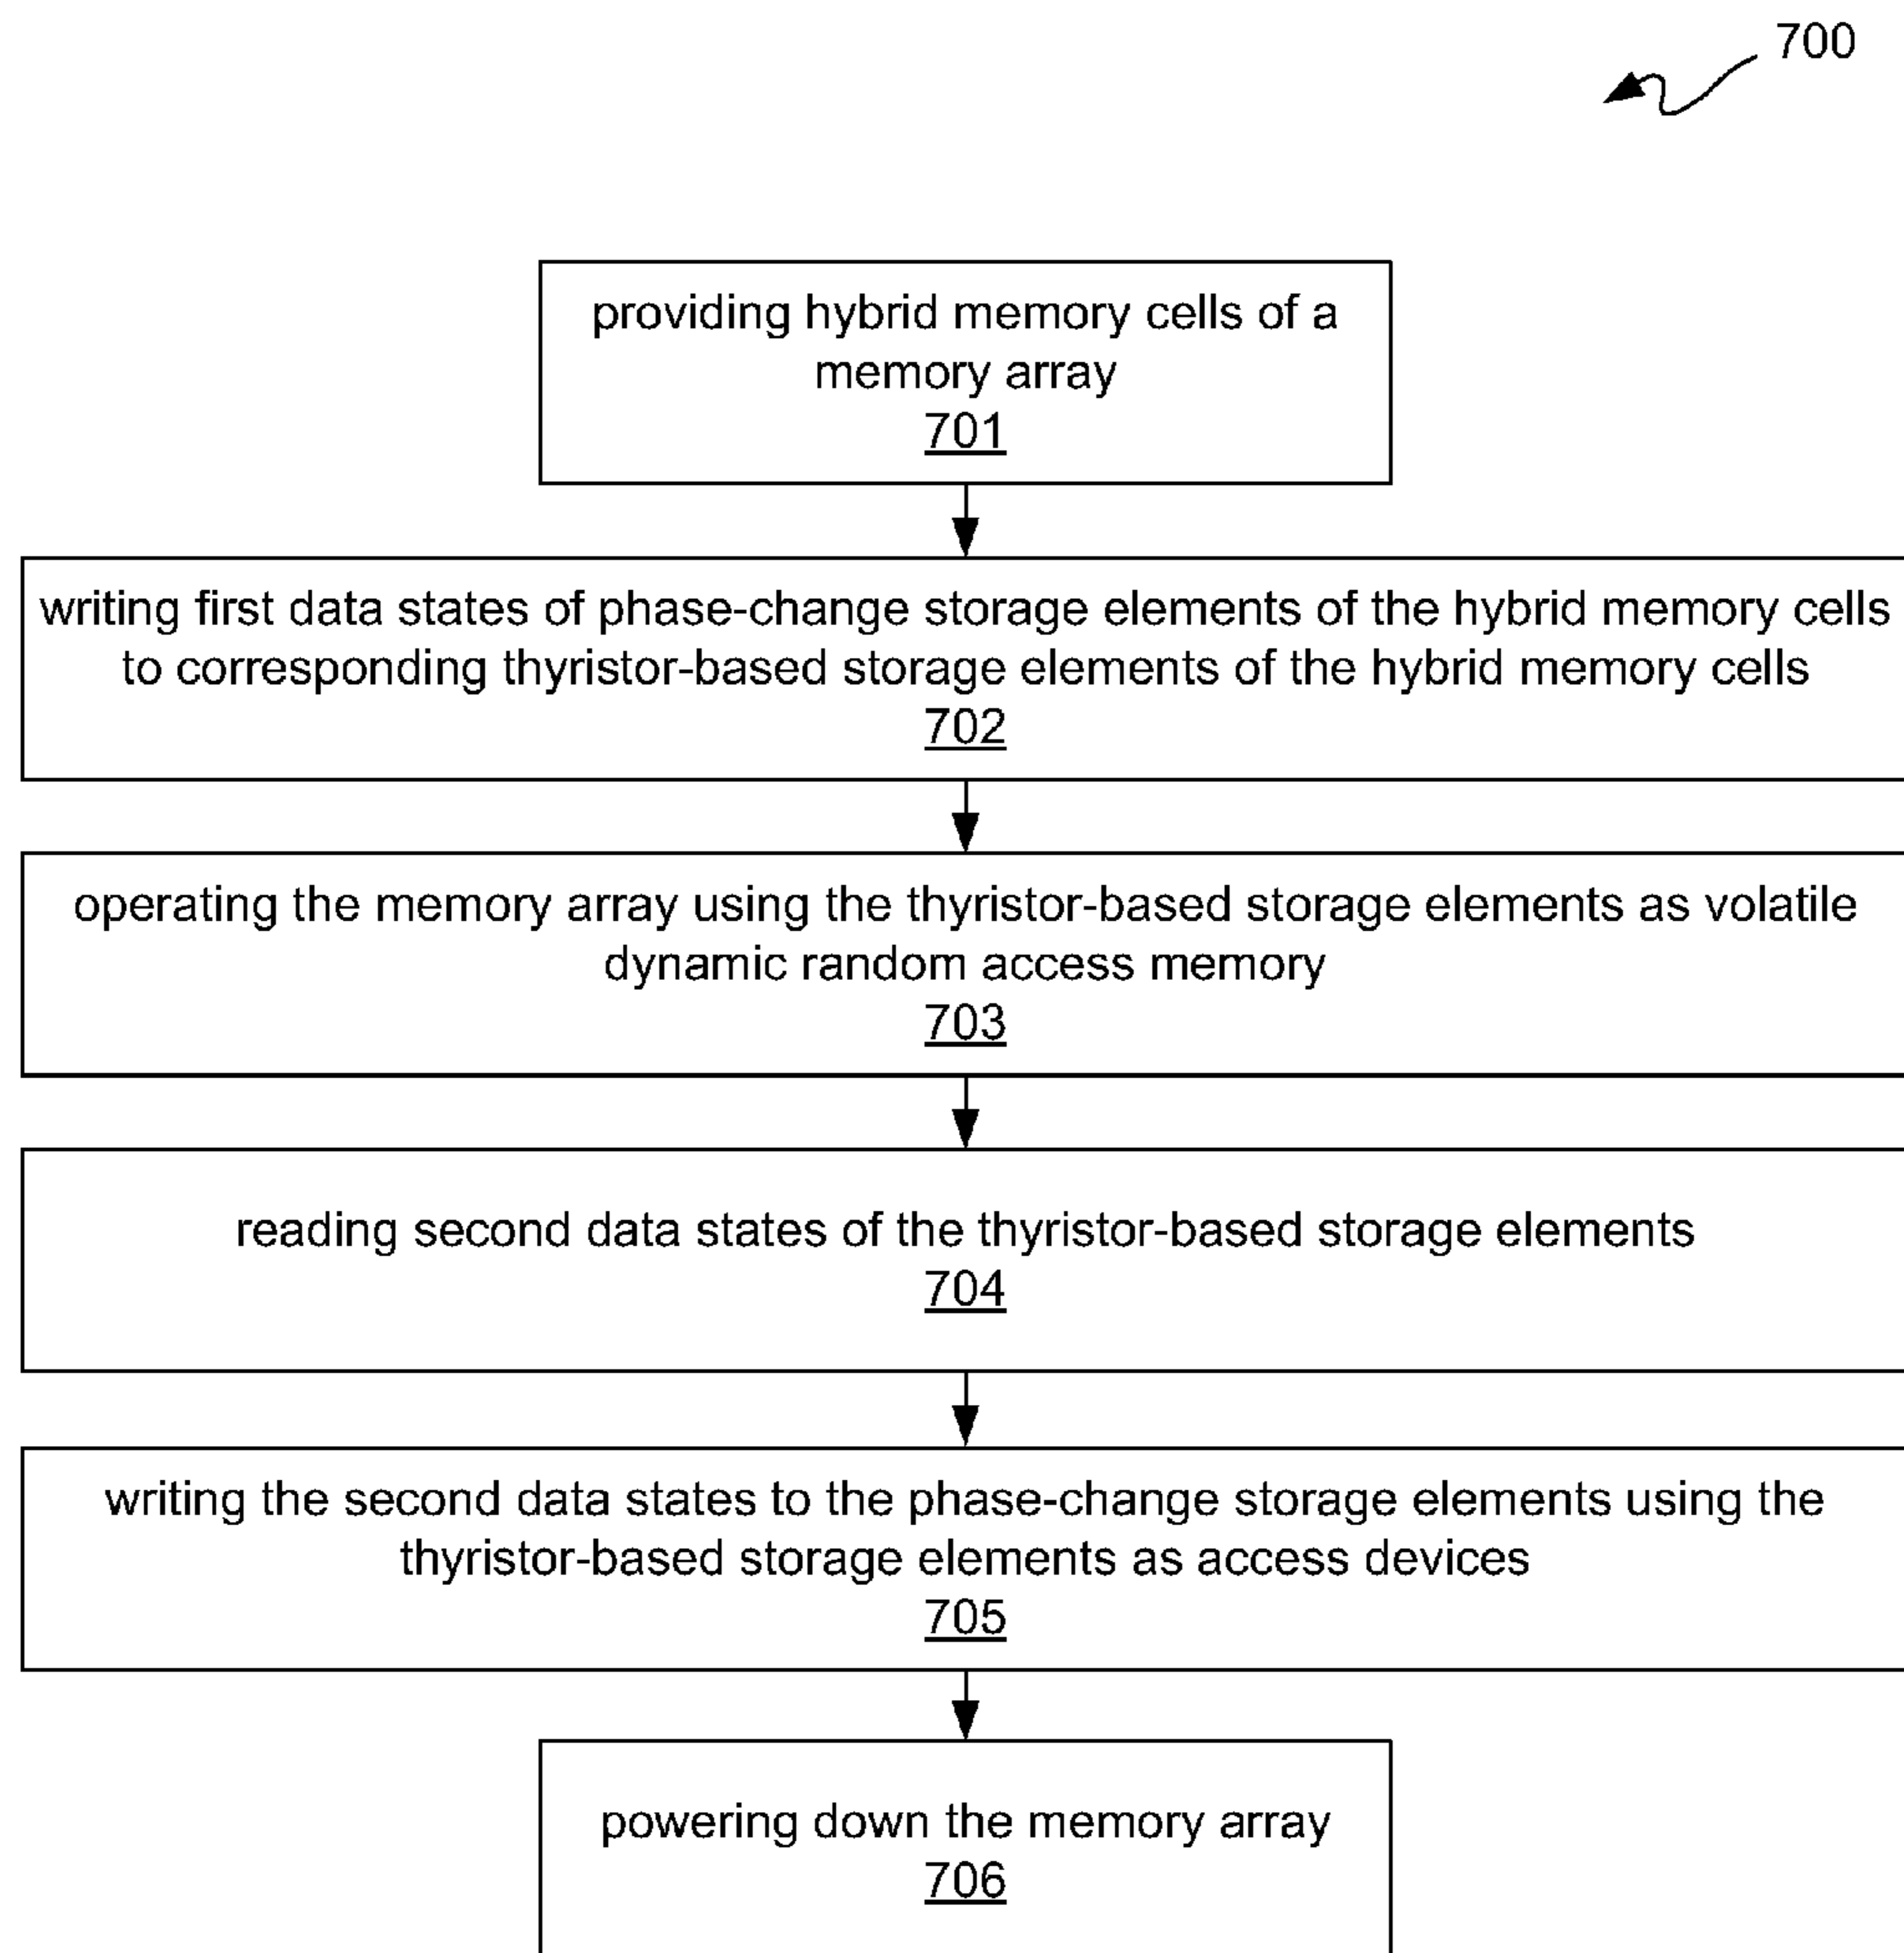 700
providing hybrid memory cells of a
memory array
701
writing first data states of phase-change storage elements of the hybrid memory cells
to corresponding thyristor-based storage elements of the hybrid memory cells
702
operating the memory array using the thyristor-based storage elements as volatile
dynamic random access memory
703
reading second data states of the thyristor-based storage elements
704
writing the second data states to the phase-change storage elements using the
thyristor-based storage elements as access devices
705
powering down the memory array
706